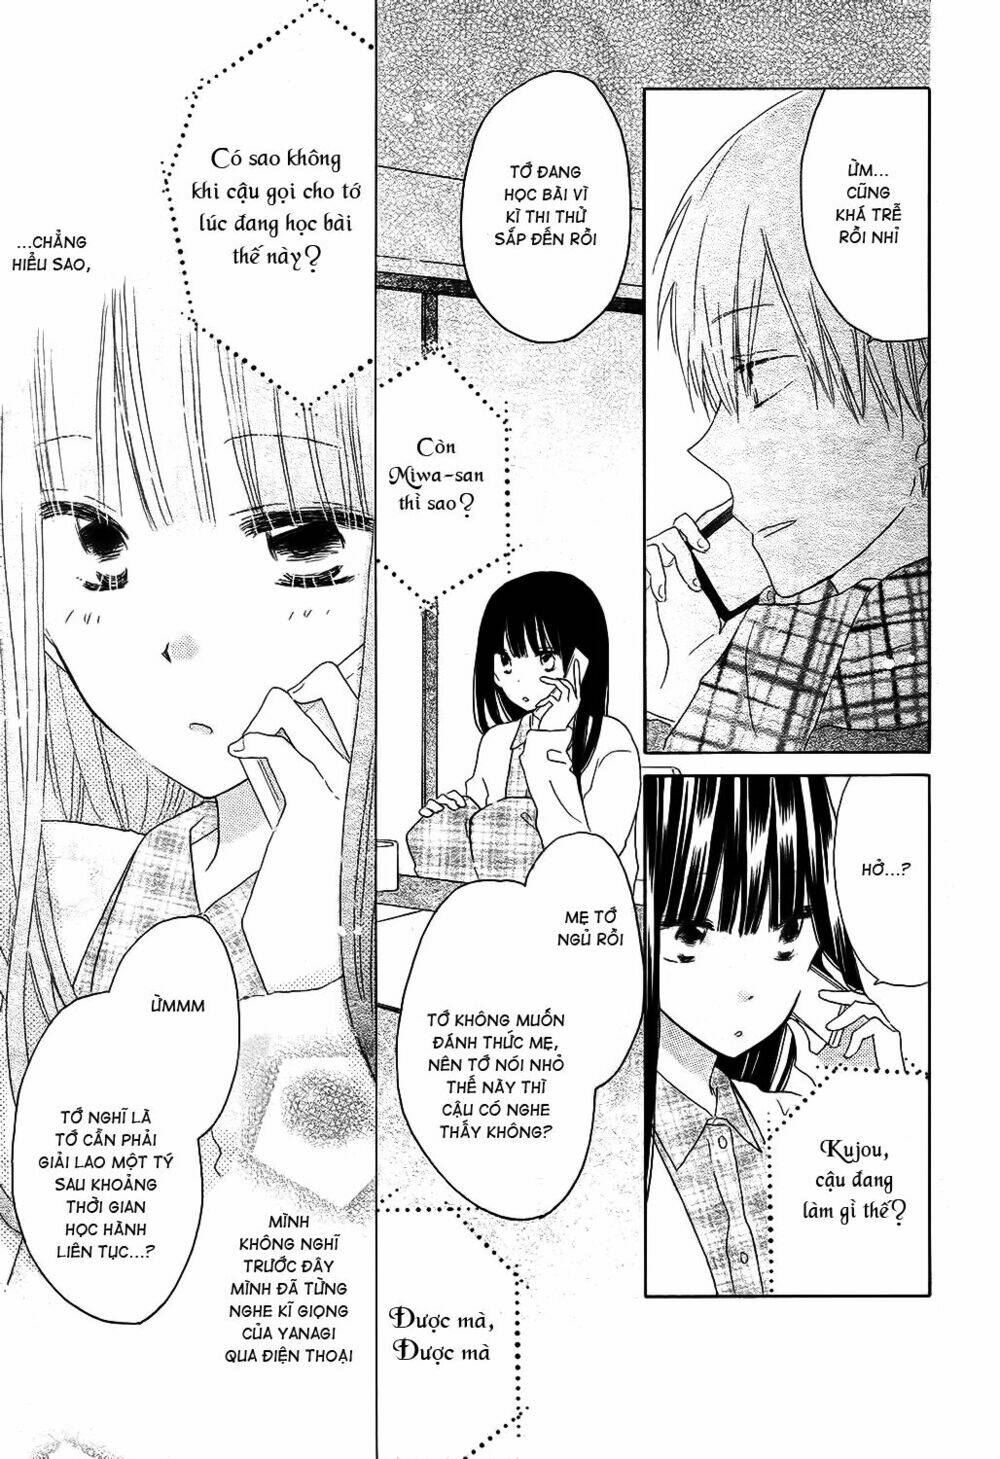 ỪM...
CŨNG
KHÁ TRỄ
RỒI NHỈ
HỞ...?
Kujou,
cậu đang
làm gì thế?
TỚ ĐANG
HỌC BÀI VÌ
KÌ THI THỬ
SẮP ĐẾN RỒI
Còn
Miwa-san
thì sao?
MẸ TỚ
NGỦ RỒI
TỚ KHÔNG MUỐN
ĐÁNH THỨC MẸ,
NÊN TỚ NÓI NHỎ
THẾ NÀY THÌ
CẬU CÓ NGHE
THẤY KHÔNG?
Được mà,
Được mà
Có sao không
khi cậu gọi cho tớ
lúc đang học bài
thế này?
...CHẲNG
HIỂU SAO,
ỪMMM
TỚ NGHĨ LÀ
TỚ CẦN PHẢI
GIẢI LAO MỘT TÝ
SAU KHOẢNG
THỜI GIAN
HỌC HÀNH
LIÊN TỤC...?
MÌNH
KHÔNG NGHĨ
TRƯỚC ĐÂY
MÌNH ĐÃ TỪNG
NGHE KĨ GIỌNG
CỦA YANAGI
QUA ĐIỆN THOẠI